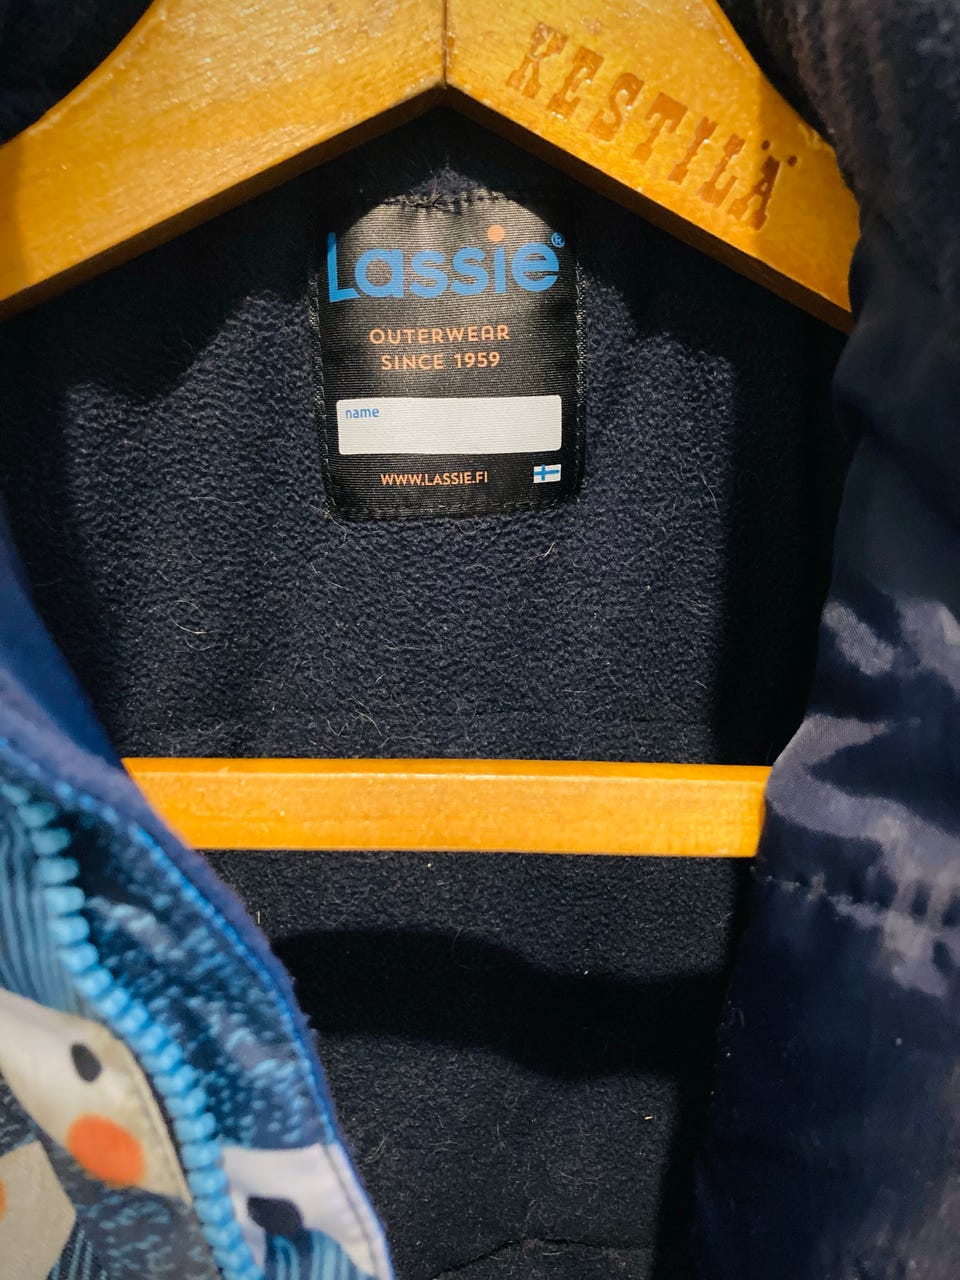 KESTILÄ
Lassie®
OUTERWEAR
SINCE 1959
name
WWW.LASSIE.FI